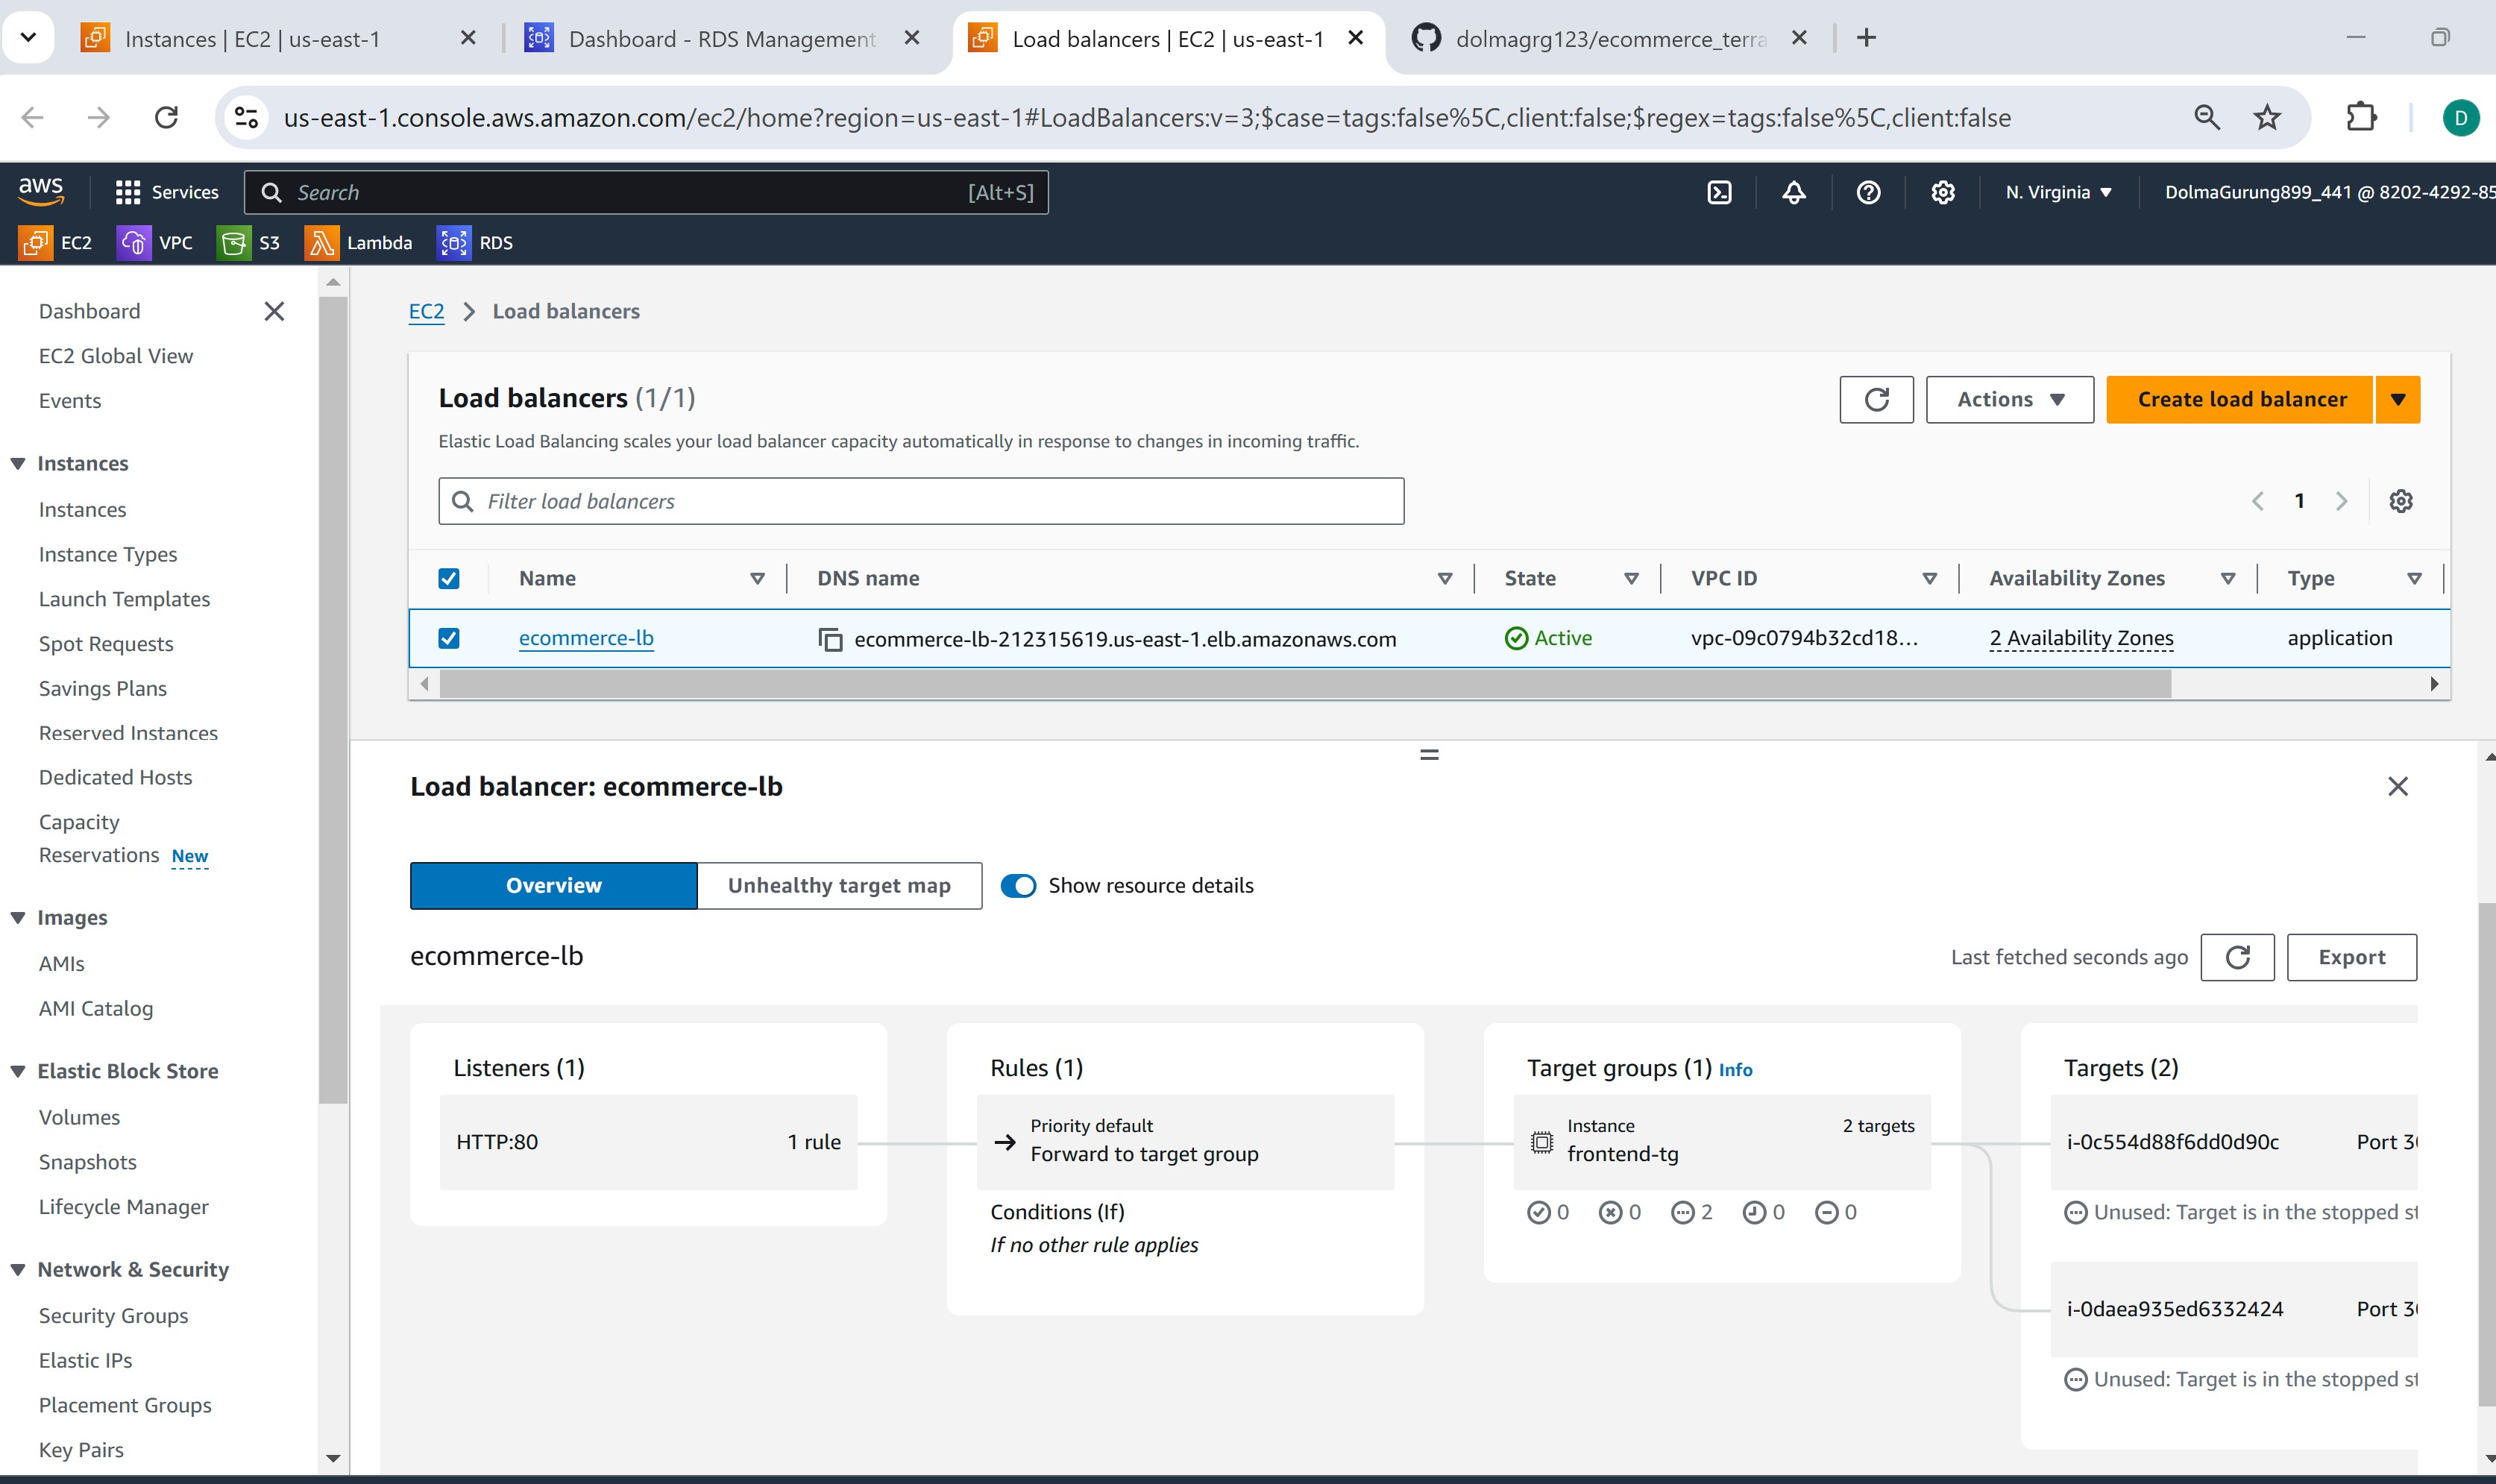 Instances | EC2 | us-east-1
Dashboard - RDS Management
Load balancers | EC2 | us-east-1
dolmagrg123/ecommerce_terra
us-east-1.console.aws.amazon.com/ec2/home?region=us-east-1#LoadBalancers:v=3;$case=tags:false%5C,client:false;$regex=tags:false%5C,client:false
D
aws
Services
Search
[Alt+S]
N. Virginia
DolmaGurung899_441 @ 8202-4292-85
EC2
VPC
S3
Lambda
RDS
Dashboard
EC2 Global View
Events
Instances
Instances
Instance Types
Launch Templates
Spot Requests
Savings Plans
Reserved Instances
Dedicated Hosts
Capacity
Reservations New
Images
AMIs
AMI Catalog
Elastic Block Store
Volumes
Snapshots
Lifecycle Manager
Network & Security
Security Groups
Elastic IPs
Placement Groups
Key Pairs
EC2 > Load balancers
Load balancers (1/1)
Actions
Create load balancer
Elastic Load Balancing scales your load balancer capacity automatically in response to changes in incoming traffic.
Filter load balancers
1
Name
DNS name
State
VPC ID
Availability Zones
Type
ecommerce-lb
ecommerce-lb-212315619.us-east-1.elb.amazonaws.com
Active
vpc-09c0794b32cd18...
2 Availability Zones
application
Load balancer: ecommerce-lb
Overview
Unhealthy target map
Show resource details
ecommerce-lb
Last fetched seconds ago
Export
Listeners (1)
HTTP:80
1 rule
Rules (1)
Priority default
Forward to target group
Conditions (If)
If no other rule applies
Target groups (1) Info
Instance
2 targets
frontend-tg
0 0 2 0 0
Targets (2)
i-0c554d88f6dd0d90c
Port 3
Unused: Target is in the stopped st
i-0daea935ed6332424
Port 3
Unused: Target is in the stopped st